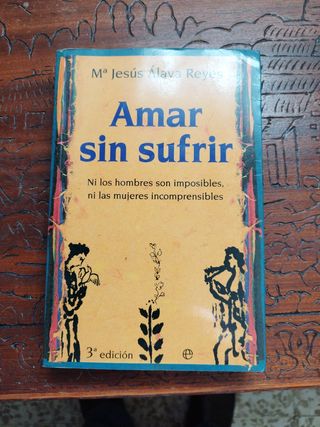 Mª Jesús Álava Reyes
Amar
sin sufrir
Ni los hombres son imposibles,
ni las mujeres incomprensibles
3ª edición